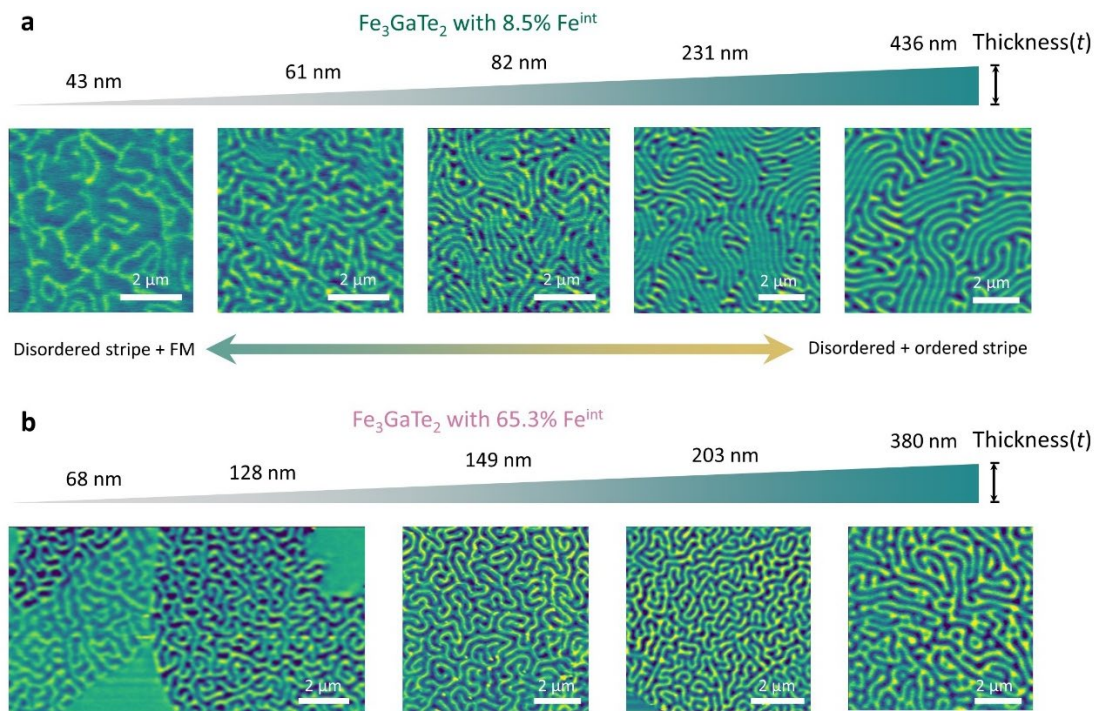 a
Fe₃GaTe₂ with 8.5% Feⁱⁿᵗ
43 nm 61 nm 82 nm 231 nm 436 nm Thickness(t)
2 μm 2 μm 2 μm 2 μm 2 μm
Disordered stripe + FM Disordered + ordered stripe
b
Fe₃GaTe₂ with 65.3% Feⁱⁿᵗ
68 nm 128 nm 149 nm 203 nm 380 nm Thickness(t)
2 μm 2 μm 2 μm 2 μm